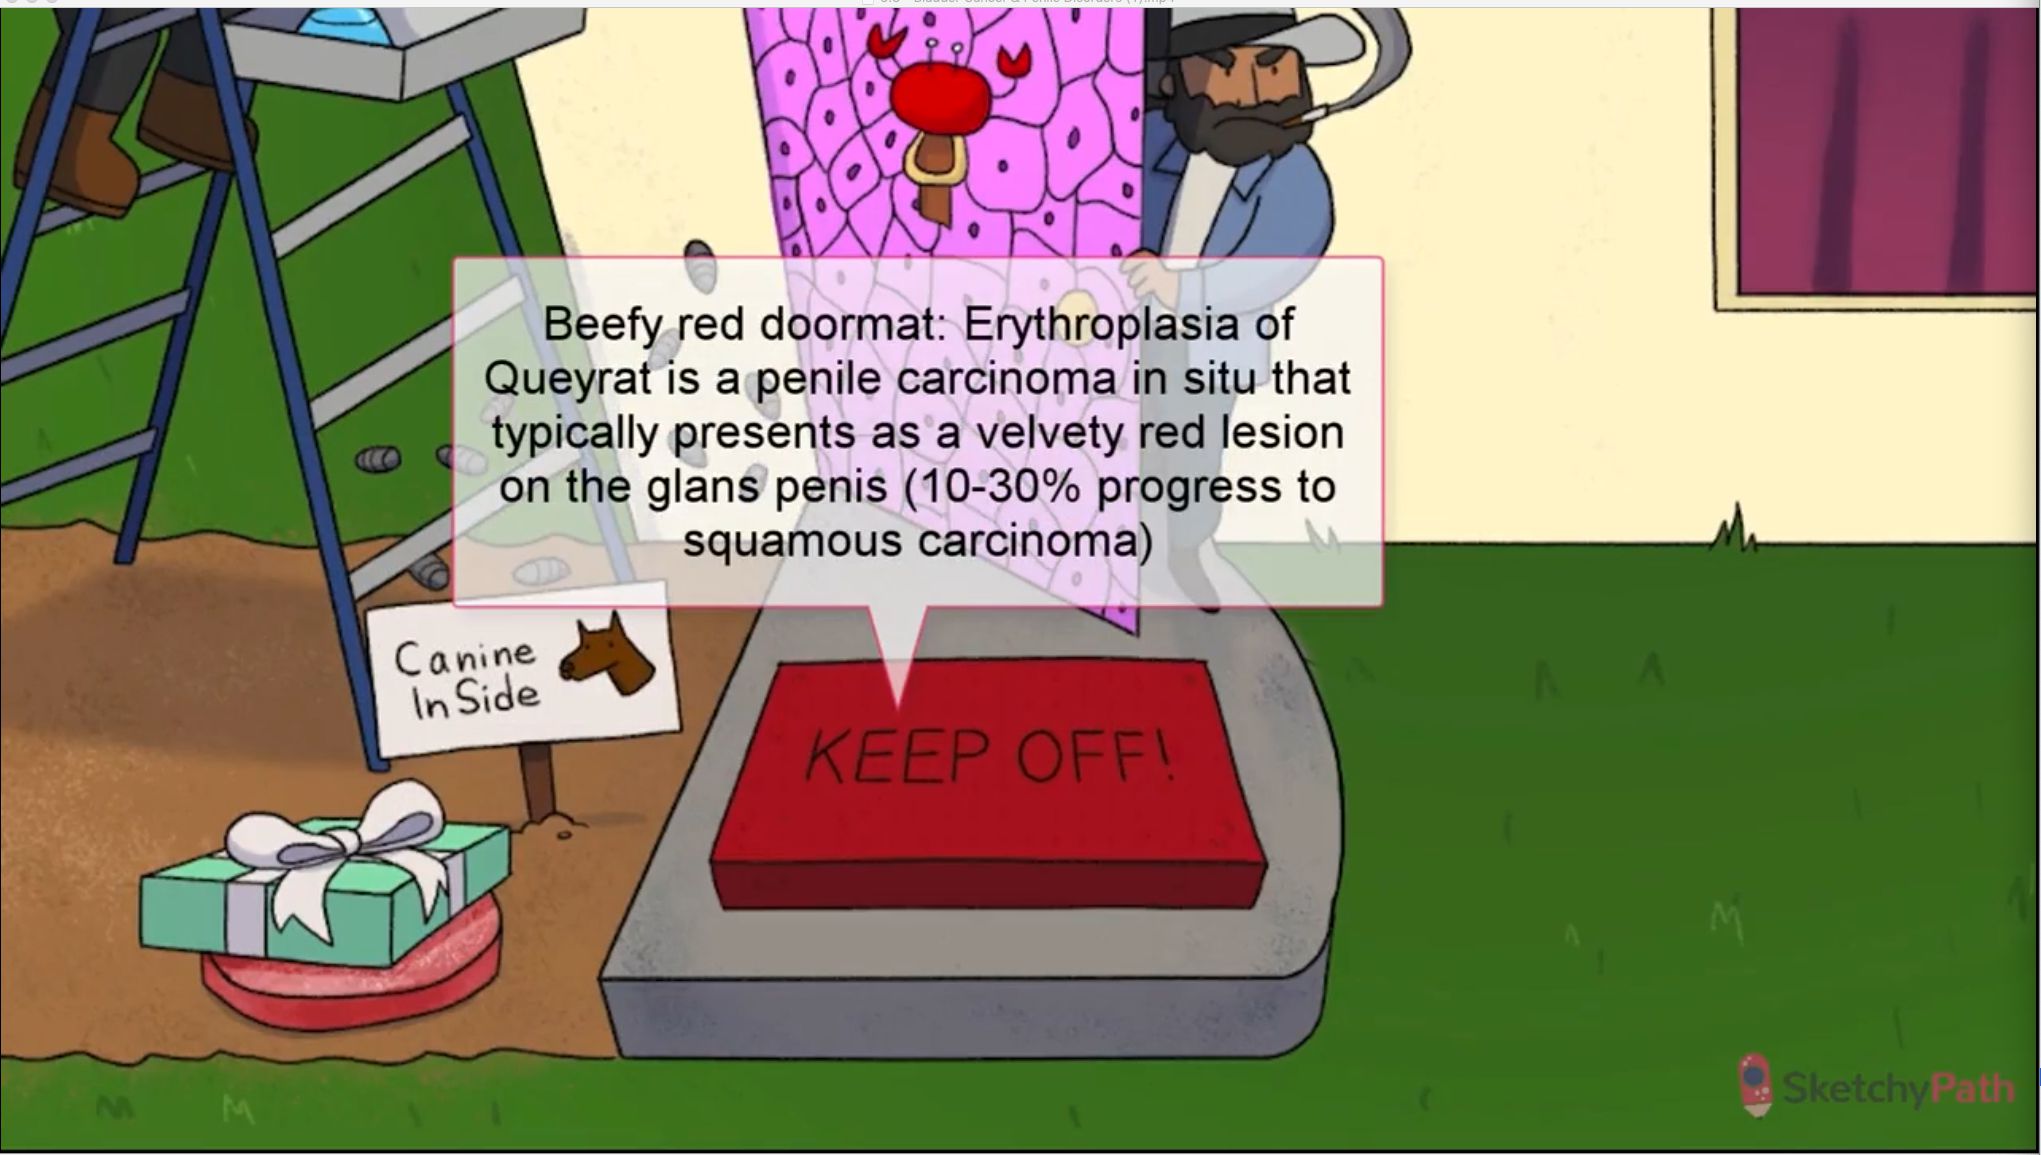 Beefy red doormat: Erythroplasia of
Queyrat is a penile carcinoma in situ that
typically presents as a velvety red lesion
on the glans penis (10-30% progress to
squamous carcinoma)
Canine
In Side
KEEP OFF!
SketchyPath